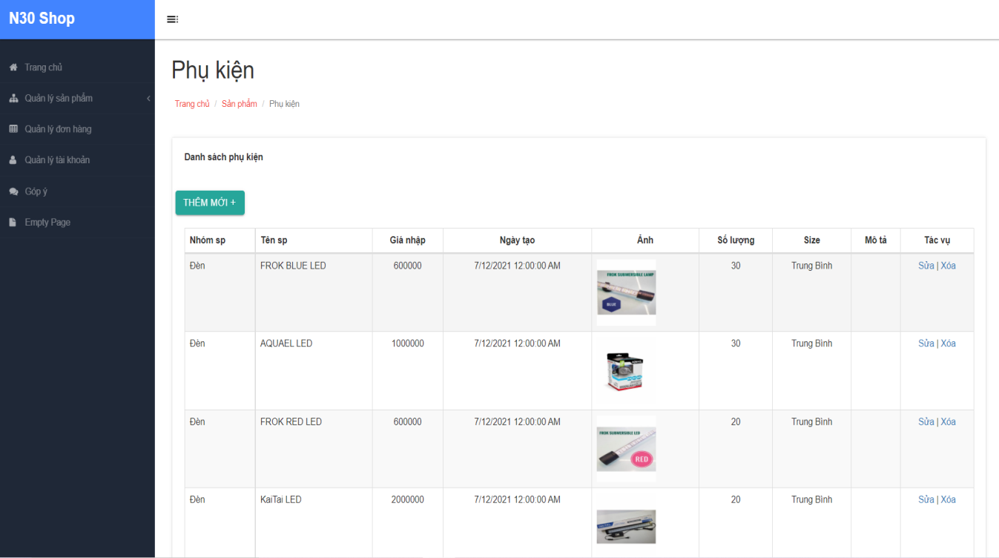 N30 Shop
Trang chủ
Quản lý sản phẩm
Quản lý đơn hàng
Quản lý tài khoản
Góp ý
Empty Page
Phụ kiện
Trang chủ / Sản phẩm / Phụ kiện
Danh sách phụ kiện
THÊM MỚI +
Nhóm sp Tên sp Giá nhập Ngày tạo Ảnh Số lượng Size Mô tả Tác vụ
Đèn FROK BLUE LED 600000 7/12/2021 12:00:00 AM 30 Trung Bình Sửa | Xóa
FROK SUBMERSIBLE LAMP
BLUE
Đèn AQUAEL LED 1000000 7/12/2021 12:00:00 AM 30 Trung Bình Sửa | Xóa
Đèn FROK RED LED 600000 7/12/2021 12:00:00 AM 20 Trung Bình Sửa | Xóa
FROK SUBMERSIBLE LED
RED
Đèn KaiTai LED 2000000 7/12/2021 12:00:00 AM 20 Trung Bình Sửa | Xóa